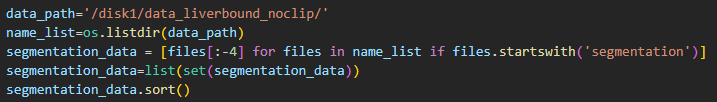 data_path='/disk1/data_liverbound_noclip/'
name_list=os.listdir(data_path)
segmentation_data = [files[:-4] for files in name_list if files.startswith('segmentation')]
segmentation_data=list(set(segmentation_data))
segmentation_data.sort()